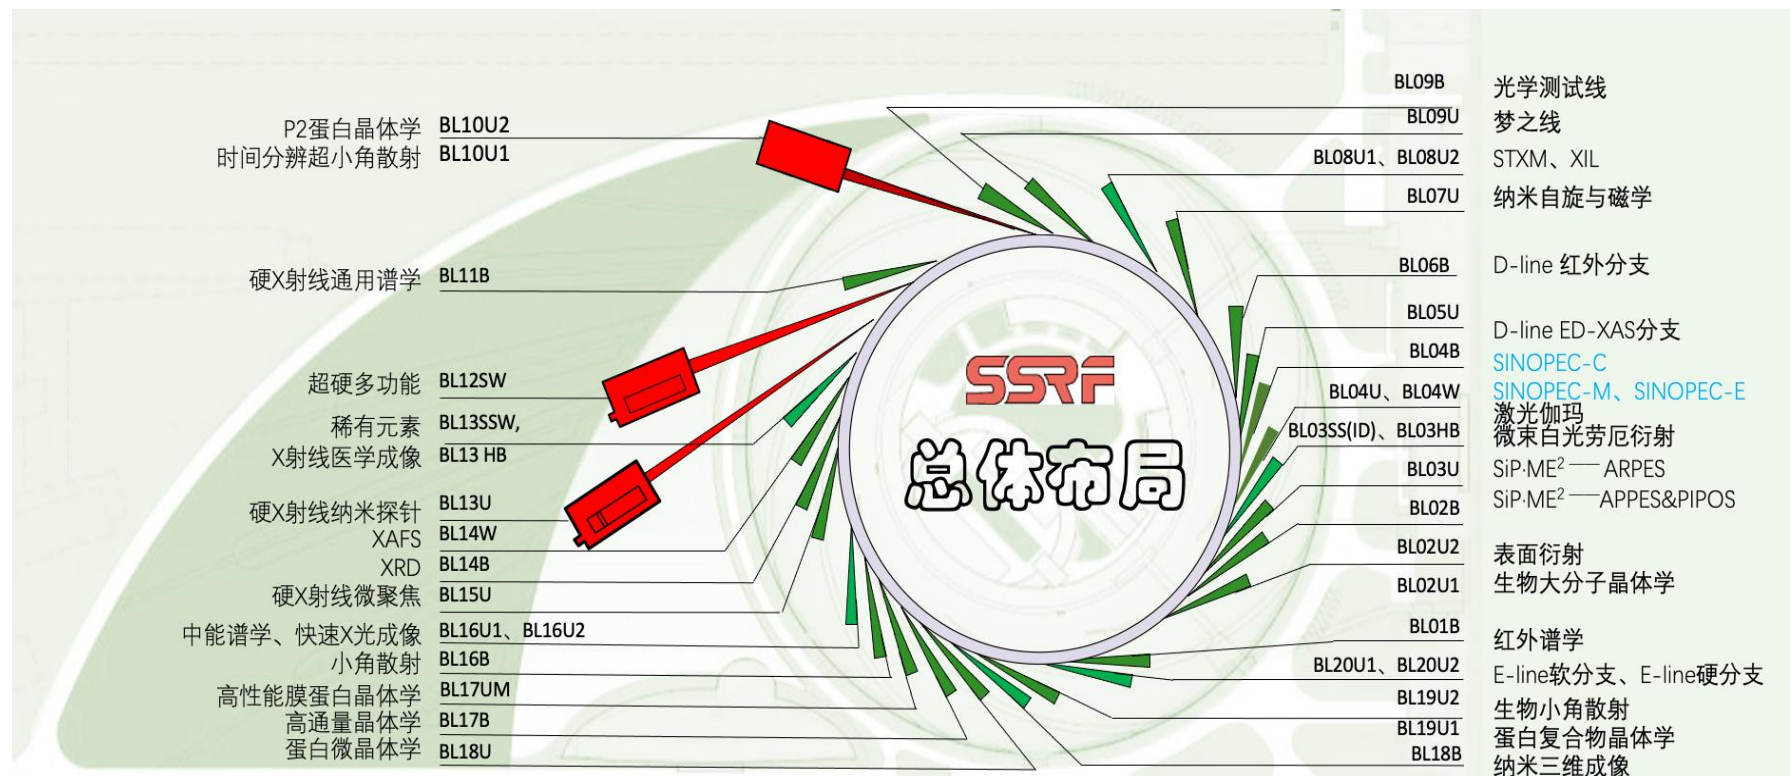 P2蛋白晶体学 BL10U2
时间分辨超小角散射 BL10U1
硬X射线通用谱学 BL11B
超硬多功能 BL12SW
稀有元素 BL13SSW,
X射线医学成像 BL13 HB
硬X射线纳米探针 BL13U
XAFS BL14W
XRD BL14B
硬X射线微聚焦 BL15U
中能谱学、快速X光成像 BL16U1、BL16U2
小角散射 BL16B
高性能膜蛋白晶体学 BL17UM
高通量晶体学 BL17B
蛋白微晶体学 BL18U
SSRF
总体布局
BL09B 光学测试线
BL09U 梦之线
BL08U1、BL08U2 STXM、XIL
BL07U 纳米自旋与磁学
BL06B D-line 红外分支
BL05U D-line ED-XAS分支
BL04B SINOPEC-C
BL04U、BL04W SINOPEC-M、SINOPEC-E
激光伽玛
BL03SS(ID)、BL03HB 微束白光劳厄衍射
BL03U SiP·ME² —— ARPES
BL02B SiP·ME² ——APPES&PIPOS
BL02U2 表面衍射
BL02U1 生物大分子晶体学
BL01B 红外谱学
BL20U1、BL20U2 E-line软分支、E-line硬分支
BL19U2 生物小角散射
BL19U1 蛋白复合物晶体学
BL18B 纳米三维成像